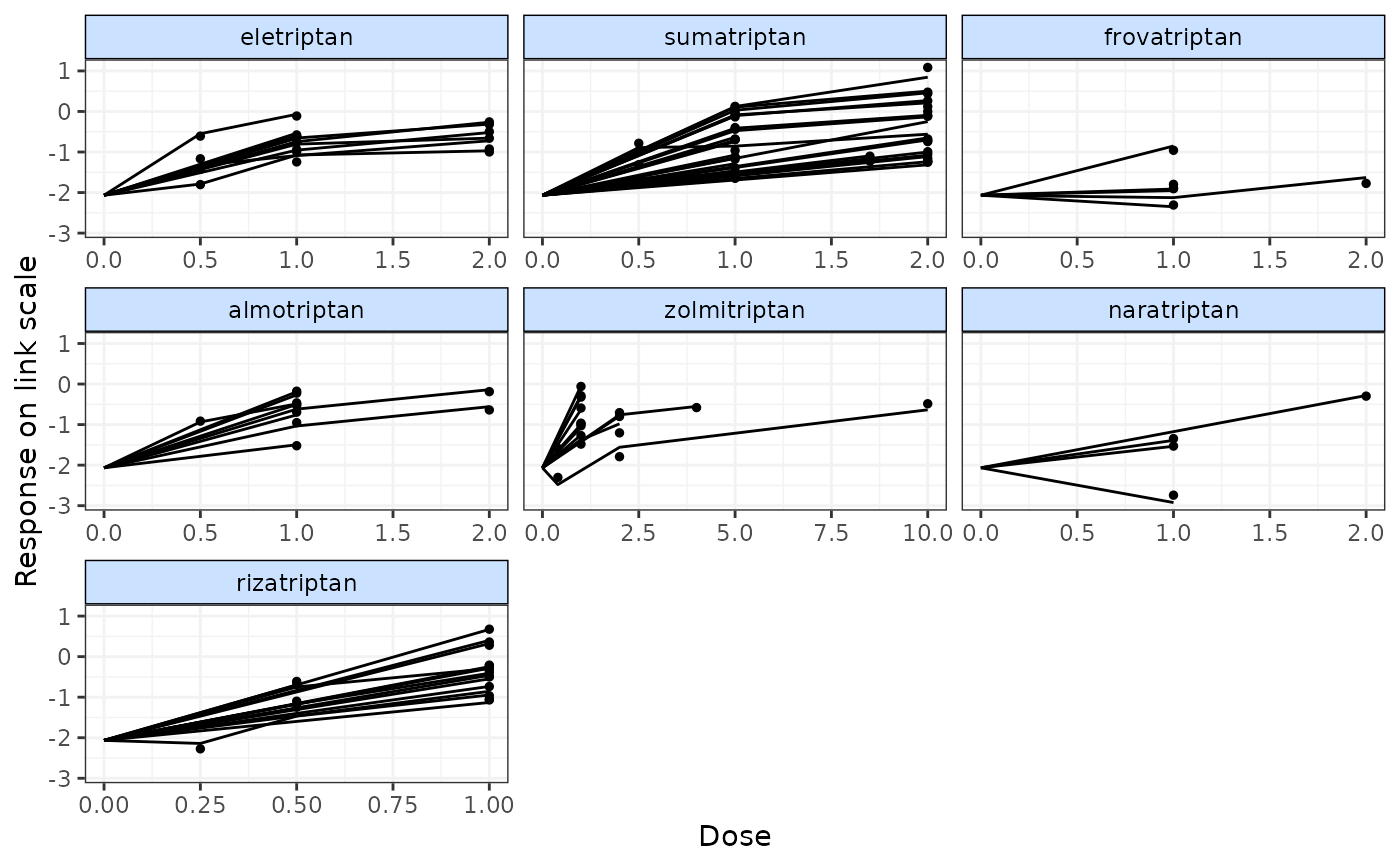 eletriptan sumatriptan frovatriptan
1
0
-1
-2
-3
0.0 0.5 1.0 1.5 2.0 0.0 0.5 1.0 1.5 2.0 0.0 0.5 1.0 1.5 2.0
almotriptan zolmitriptan naratriptan
1
0
-1
-2
-3
0.0 0.5 1.0 1.5 2.0 0.0 2.5 5.0 7.5 10.0 0.0 0.5 1.0 1.5 2.0
rizatriptan
1
0
-1
-2
-3
0.00 0.25 0.50 0.75 1.00
Response on link scale
Dose